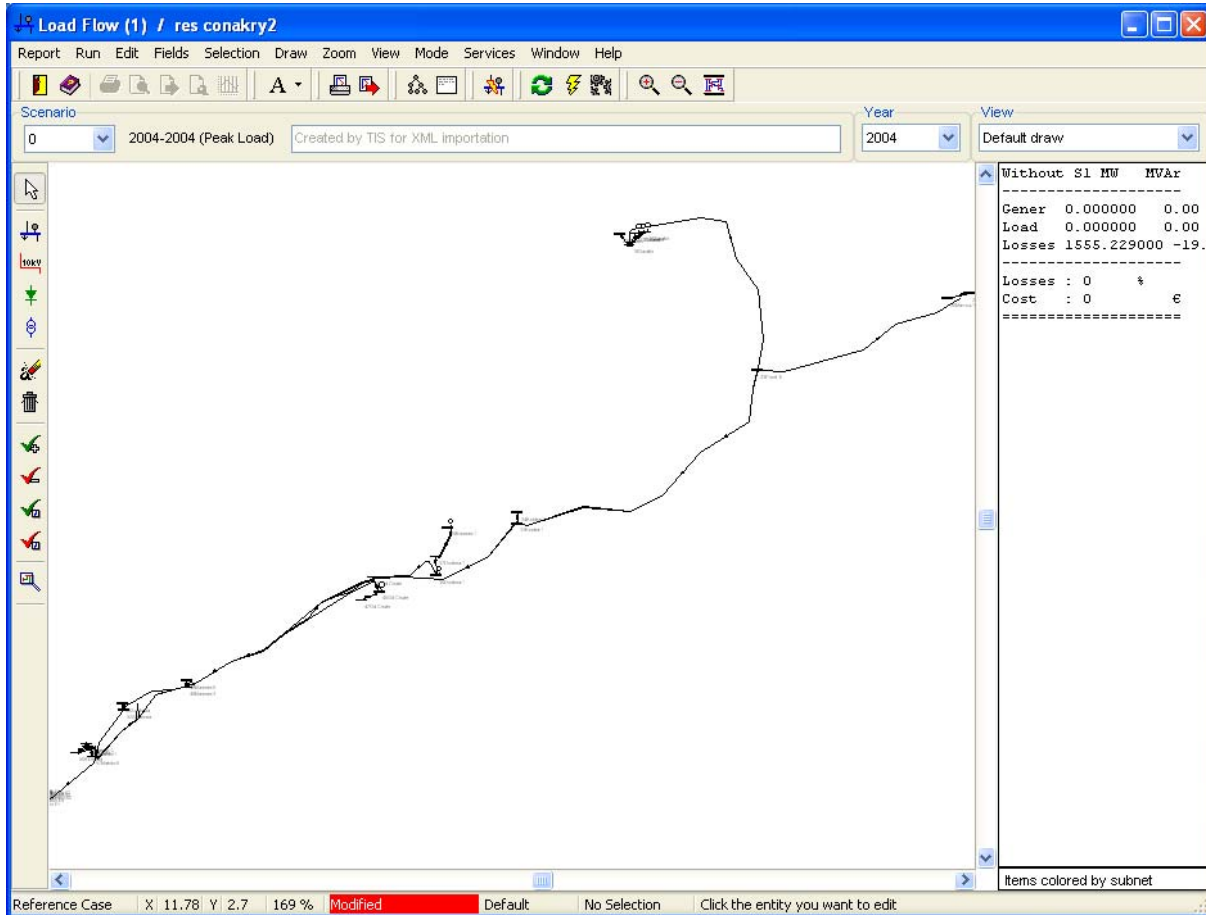 Load Flow (1) / res conakry2
Report Run Edit Fields Selection Draw Zoom View Mode Services Window Help
A
Scenario
Year
View
0
2004-2004 (Peak Load)
Created by TIS for XML importation
2004
Default draw
10kV
Without Sl MW MVAr
--------------------
Gener 0.000000 0.00
Load 0.000000 0.00
Losses 1555.229000 -19.
--------------------
Losses : 0 %
Cost : 0 €
====================
Items colored by subnet
Reference Case X 11.78 Y 2.7 169 % Modified Default No Selection Click the entity you want to edit